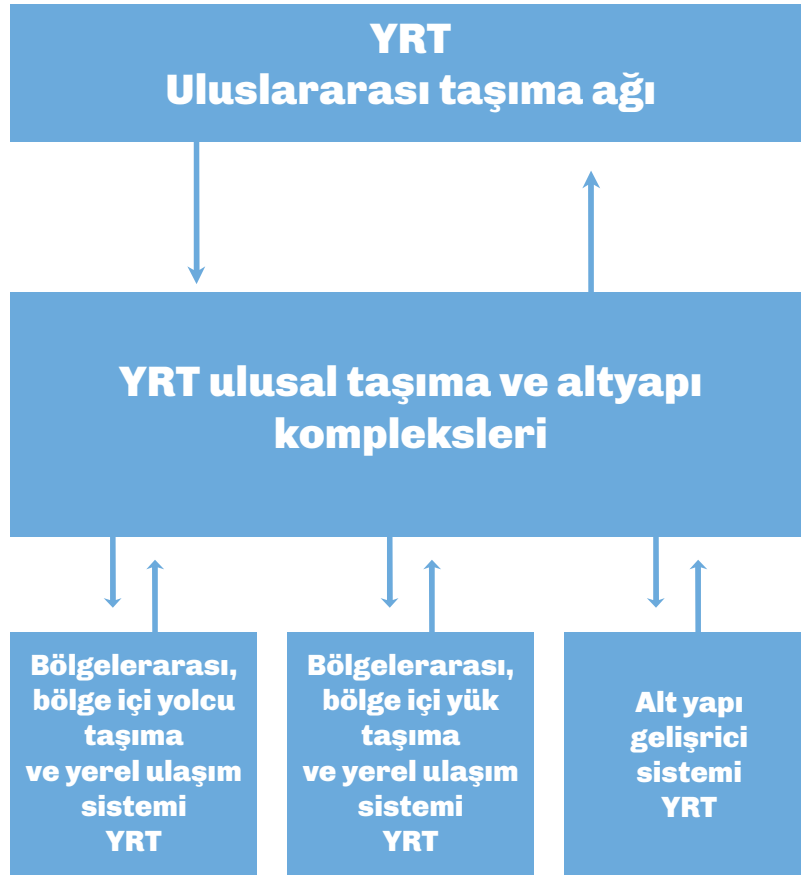 YRT
Uluslararası taşıma ağı
YRT ulusal taşıma ve altyapı
kompleksleri
Bölgelerarası,
bölge içi yolcu
taşıma
ve yerel ulaşım
sistemi
YRT
Bölgelerarası,
bölge içi yük
taşıma
ve yerel ulaşım
sistemi
YRT
Alt yapı
gelişrici
sistemi
YRT